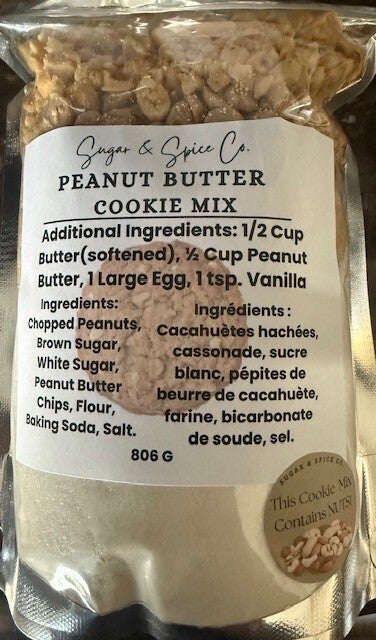 Sugar & Spice Co.
PEANUT BUTTER
COOKIE MIX
Additional Ingredients: 1/2 Cup
Butter(softened), ½ Cup Peanut
Butter, 1 Large Egg, 1 tsp. Vanilla
Ingredients:
Chopped Peanuts,
Brown Sugar,
White Sugar,
Peanut Butter
Chips, Flour,
Baking Soda, Salt.
Ingrédients :
Cacahuètes hachées,
cassonade, sucre
blanc, pépites de
beurre de cacahuète,
farine, bicarbonate
de soude, sel.
806 G
SUGAR & SPICE CO
This Cookie Mix
Contains NUTS!